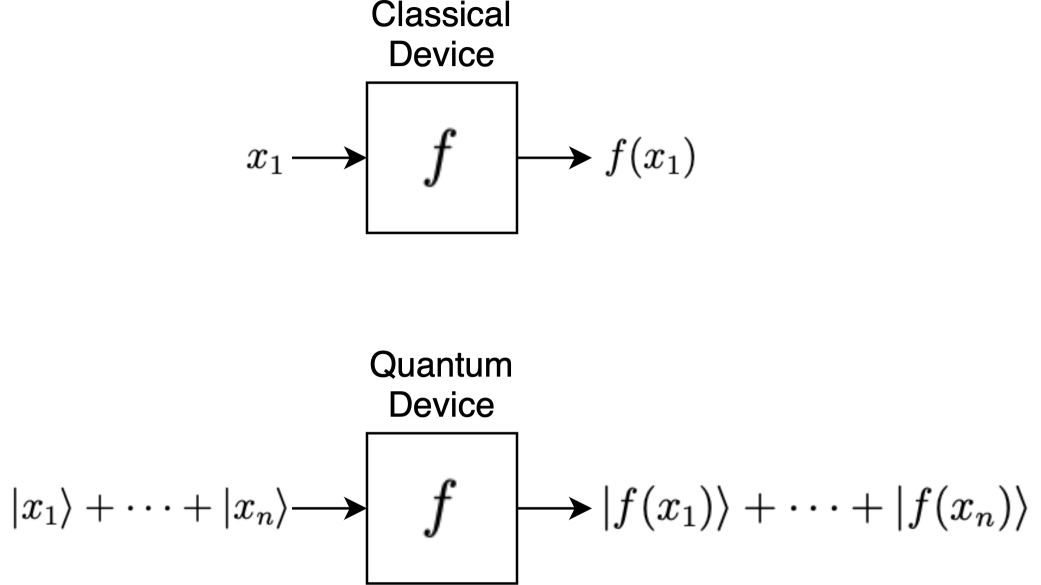 Classical
Device
x₁ f f(x₁)
Quantum
Device
|x₁⟩ + ⋯ + |xₙ⟩ f |f(x₁)⟩ + ⋯ + |f(xₙ)⟩